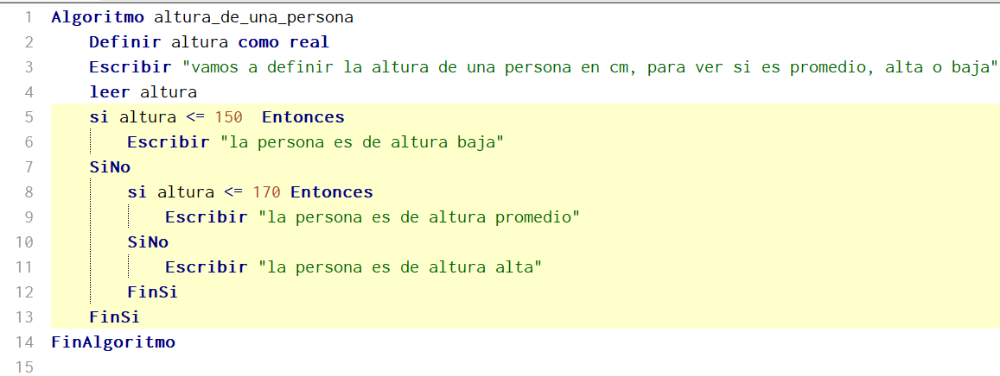 1 Algoritmo altura_de_una_persona
2 Definir altura como real
3 Escribir "vamos a definir la altura de una persona en cm, para ver si es promedio, alta o baja"
4 leer altura
5 si altura <= 150  Entonces
6 Escribir "la persona es de altura baja"
7 SiNo
8 si altura <= 170 Entonces
9 Escribir "la persona es de altura promedio"
10 SiNo
11 Escribir "la persona es de altura alta"
12 FinSi
13 FinSi
14 FinAlgoritmo
15